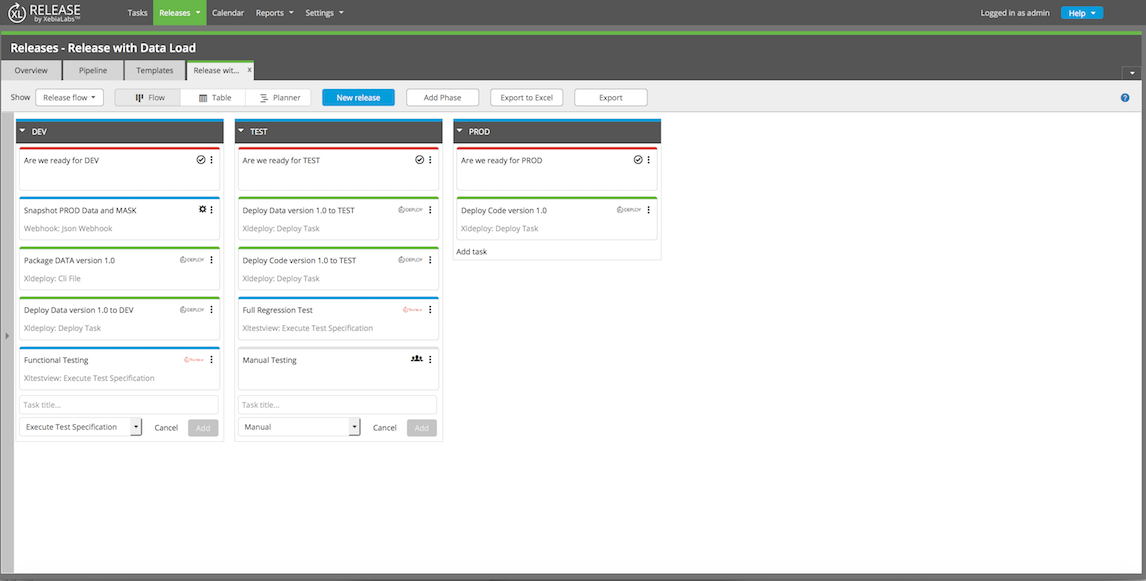 XL RELEASE
by XebiaLabs™
Tasks Releases Calendar Reports Settings Logged in as admin Help
Releases - Release with Data Load
Overview Pipeline Templates Release wit... x
Show Release flow Flow Table Planner New release Add Phase Export to Excel Export ?
DEV
Are we ready for DEV
Snapshot PROD Data and MASK
Webhook: Json Webhook
Package DATA version 1.0 DEPLOY
Xldeploy: Cli File
Deploy Data version 1.0 to DEV DEPLOY
Xldeploy: Deploy Task
Functional Testing
Xltestview: Execute Test Specification
Task title...
Execute Test Specification Cancel Add
TEST
Are we ready for TEST
Deploy Data version 1.0 to TEST DEPLOY
Xldeploy: Deploy Task
Deploy Code version 1.0 to TEST DEPLOY
Xldeploy: Deploy Task
Full Regression Test
Xltestview: Execute Test Specification
Manual Testing
Task title...
Manual Cancel Add
PROD
Are we ready for PROD
Deploy Code version 1.0 DEPLOY
Xldeploy: Deploy Task
Add task